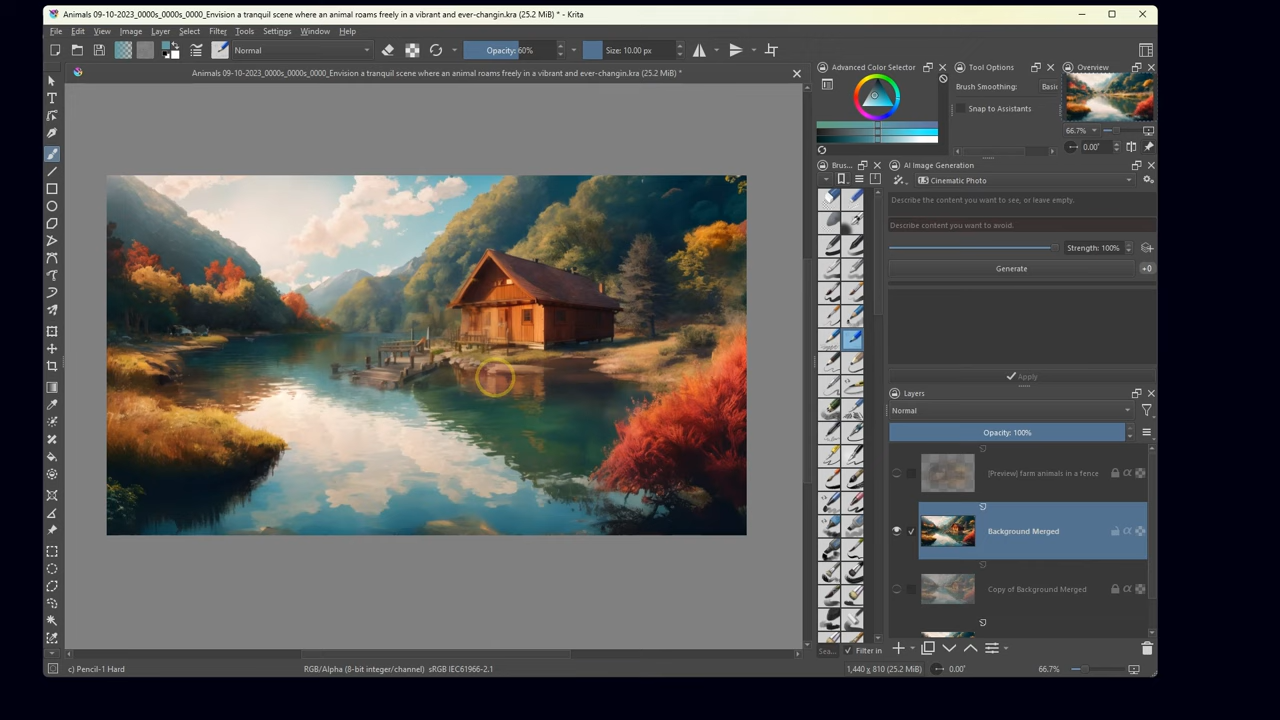 Animals 09-10-2023_0000s_0000s_0000_Envision a tranquil scene where an animal roams freely in a vibrant and ever-changin.kra (25.2 MiB) * - Krita
File Edit View Image Layer Select Filter Tools Settings Window Help
Normal Opacity: 60% Size: 10.00 px
Animals 09-10-2023_0000s_0000s_0000_Envision a tranquil scene where an animal roams freely in a vibrant and ever-changin.kra (25.2 MiB) *
Advanced Color Selector Tool Options Overview
Brush Smoothing: Basic
Snap to Assistants
66.7%
0.00°
Brus... AI Image Generation
Cinematic Photo
Describe the content you want to see, or leave empty.
Describe content you want to avoid.
Strength: 100%
Generate +0
Apply
Layers
Normal
Opacity: 100%
[Preview] farm animals in a fence
Background Merged
Copy of Background Merged
Sea... Filter in
c) Pencil-1 Hard RGB/Alpha (8-bit integer/channel) sRGB IEC61966-2.1 1,440 x 810 (25.2 MiB) 0.00° 66.7%